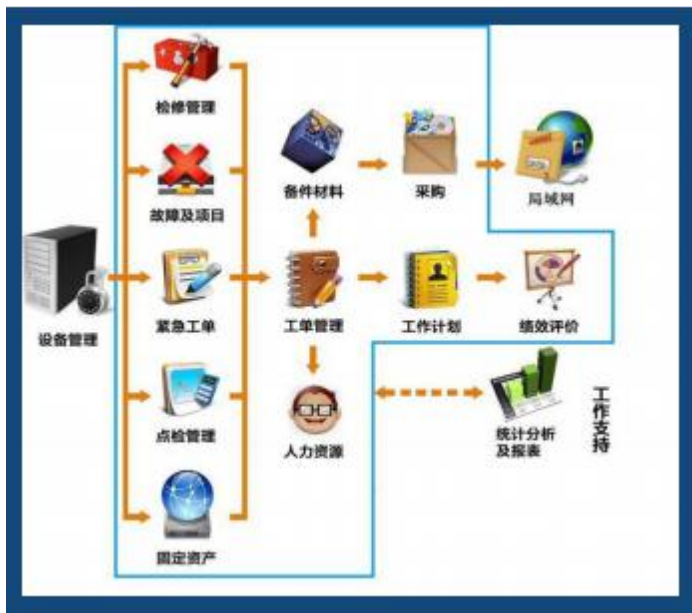 检修管理
故障及项目
备件材料
采购
局域网
设备管理
紧急工单
工单管理
工作计划
绩效评价
点检管理
人力资源
统计分析
及报表
工作支持
固定资产